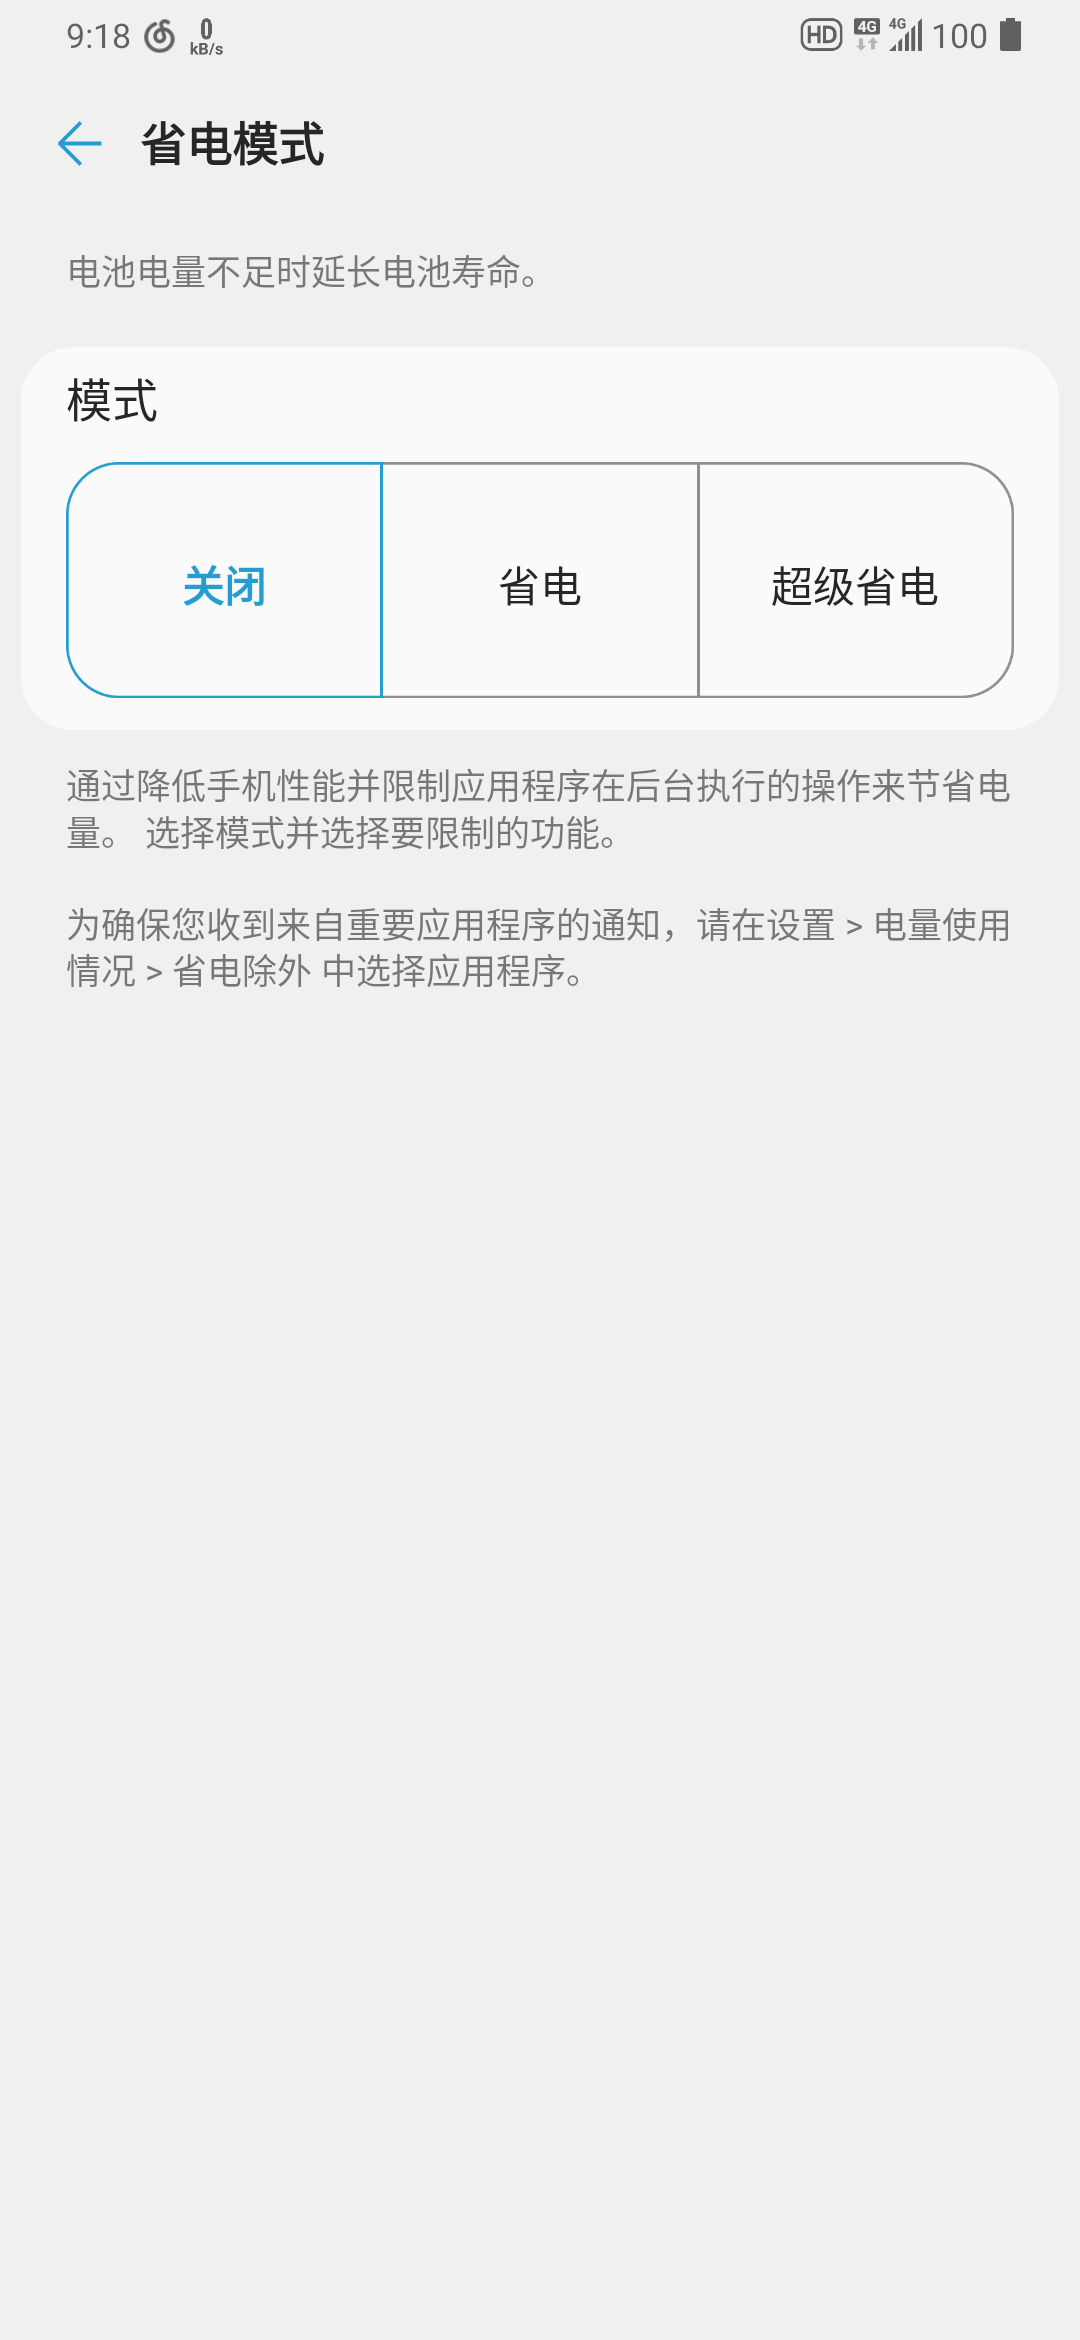 9:18 0 kB/s HD 4G 4G 100
省电模式
电池电量不足时延长电池寿命。
模式
关闭 省电 超级省电
通过降低手机性能并限制应用程序在后台执行的操作来节省电
量。 选择模式并选择要限制的功能。
为确保您收到来自重要应用程序的通知，请在设置 > 电量使用
情况 > 省电除外 中选择应用程序。